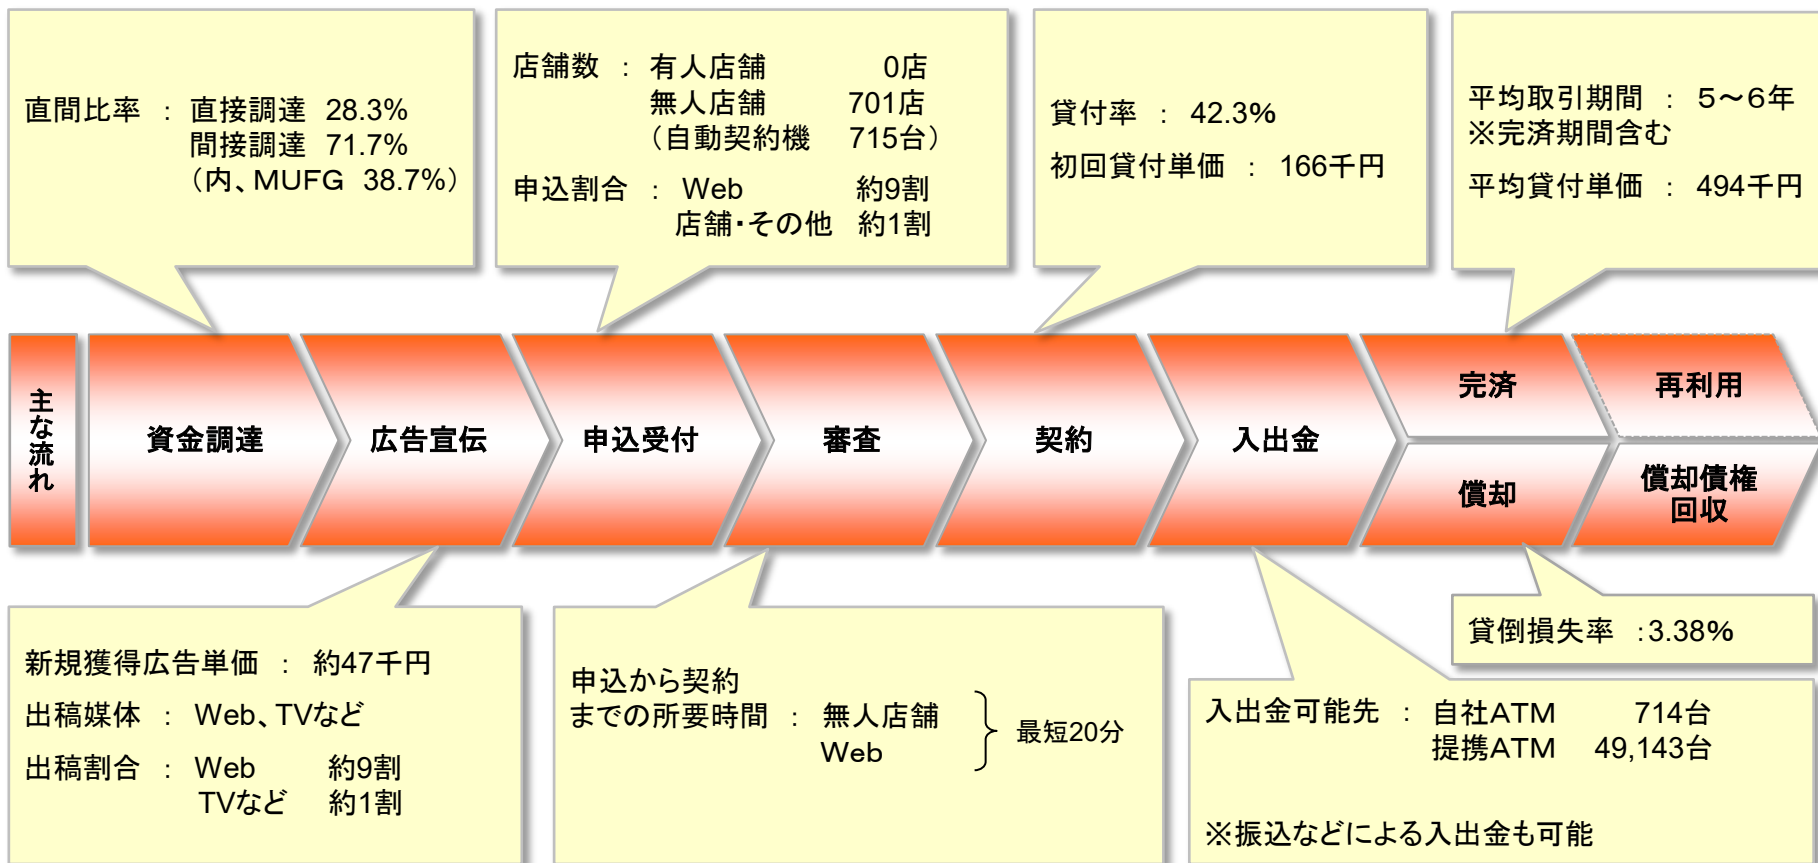 直間比率 ： 直接調達 28.3%
間接調達 71.7%
（内、MUFG 38.7%）
店舗数 ： 有人店舗 0店
無人店舗 701店
（自動契約機 715台）
申込割合 ： Web 約9割
店舗・その他 約1割
貸付率 ： 42.3%
初回貸付単価 ： 166千円
平均取引期間 ： 5～6年
※完済期間含む
平均貸付単価 ： 494千円
主な流れ
資金調達
広告宣伝
申込受付
審査
契約
入出金
完済
再利用
償却
償却債権
回収
新規獲得広告単価 ： 約47千円
出稿媒体 ： Web、TVなど
出稿割合 ： Web 約9割
TVなど 約1割
申込から契約
までの所要時間 ： 無人店舗
Web
最短20分
貸倒損失率 ：3.38%
入出金可能先 ： 自社ATM 714台
提携ATM 49,143台
※振込などによる入出金も可能